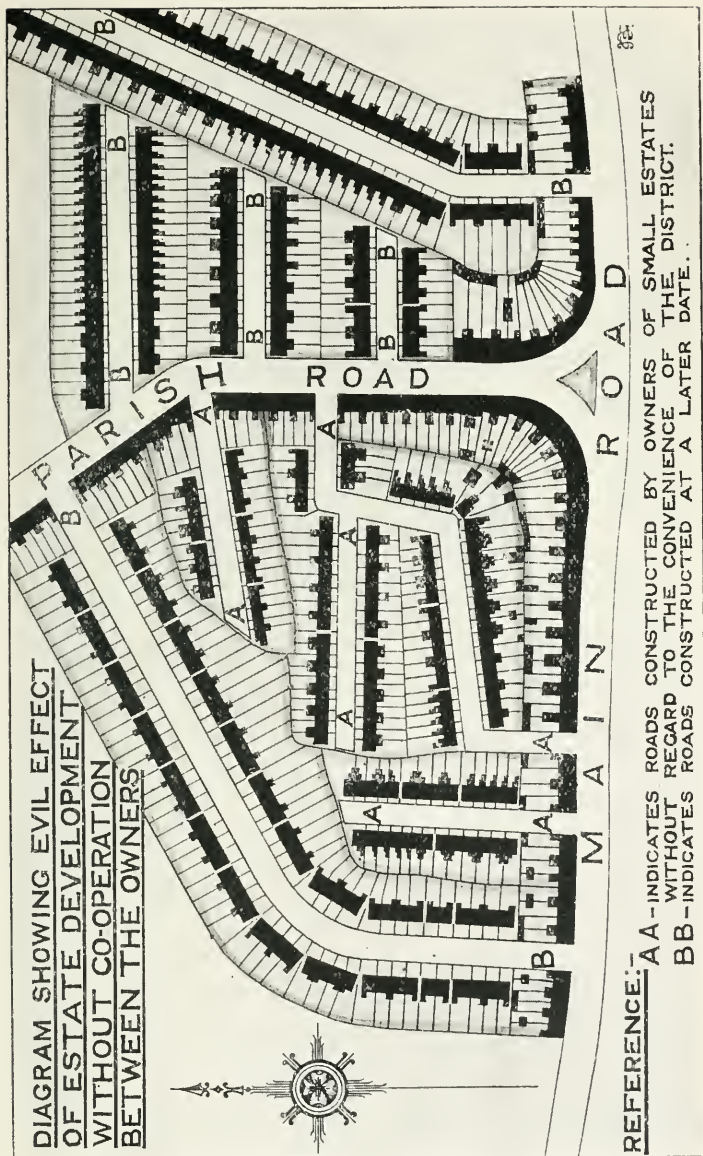 DIAGRAM SHOWING EVIL EFFECT
OF ESTATE DEVELOPMENT
WITHOUT CO-OPERATION
BETWEEN THE OWNERS
PARISH ROAD
MAIN ROAD
B
B
B
B
B
B
B
B
B
B
B
A
A
A
A
A
A
A
A
REFERENCE:-
AA-INDICATES ROADS CONSTRUCTED BY OWNERS OF SMALL ESTATES
WITHOUT REGARD TO THE CONVENIENCE OF THE DISTRICT.
BB-INDICATES ROADS CONSTRUCTED AT A LATER DATE..